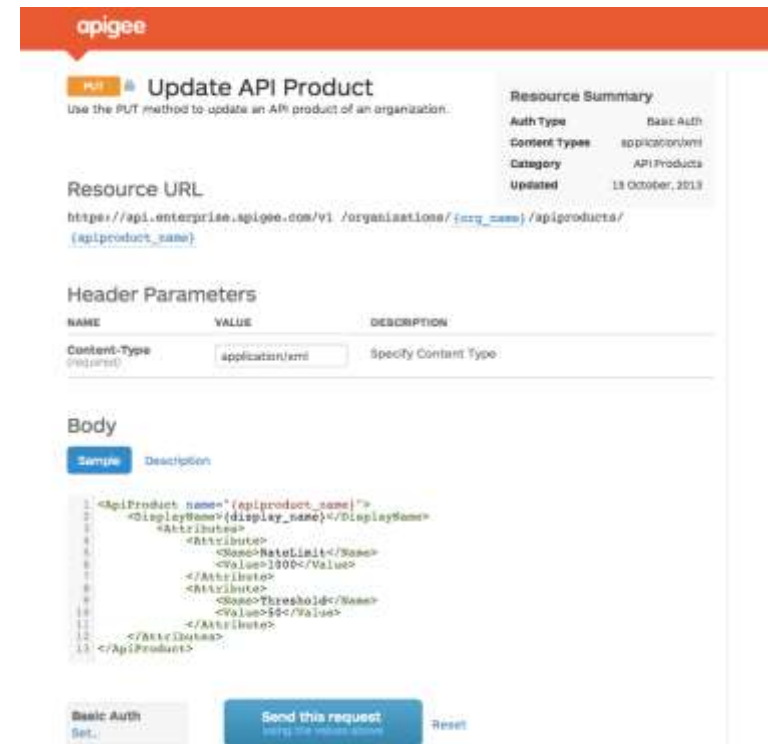 apigee
PUT Update API Product
Use the PUT method to update an API product of an organization.
Resource Summary
Auth Type Basic Auth
Content Types application/xml
Category API Products
Updated 15 October, 2013
Resource URL
https://api.enterprise.apigee.com/v1 /organizations/{org_name}/apiproducts/
{apiproduct_name}
Header Parameters
NAME VALUE DESCRIPTION
Content-Type application/xml Specify Content Type
(required)
Body
Sample Description
1 <ApiProduct name="{apiproduct_name}">
2 <DisplayName>{display_name}</DisplayName>
3 <Attributes>
4 <Attribute>
5 <Name>RateLimit</Name>
6 <Value>1000</Value>
7 </Attribute>
8 <Attribute>
9 <Name>Threshold</Name>
10 <Value>50</Value>
11 </Attribute>
12 </Attributes>
13 </ApiProduct>
Basic Auth
Set...
Send this request
using the values above
Reset